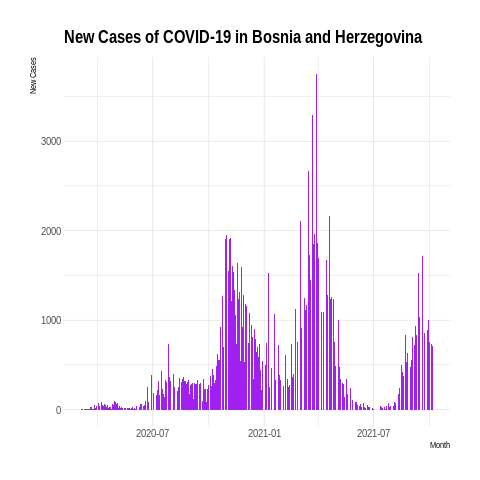 New Cases of COVID-19 in Bosnia and Herzegovina
New Cases
3000
2000
1000
0
2020-07
2021-01
2021-07
Month